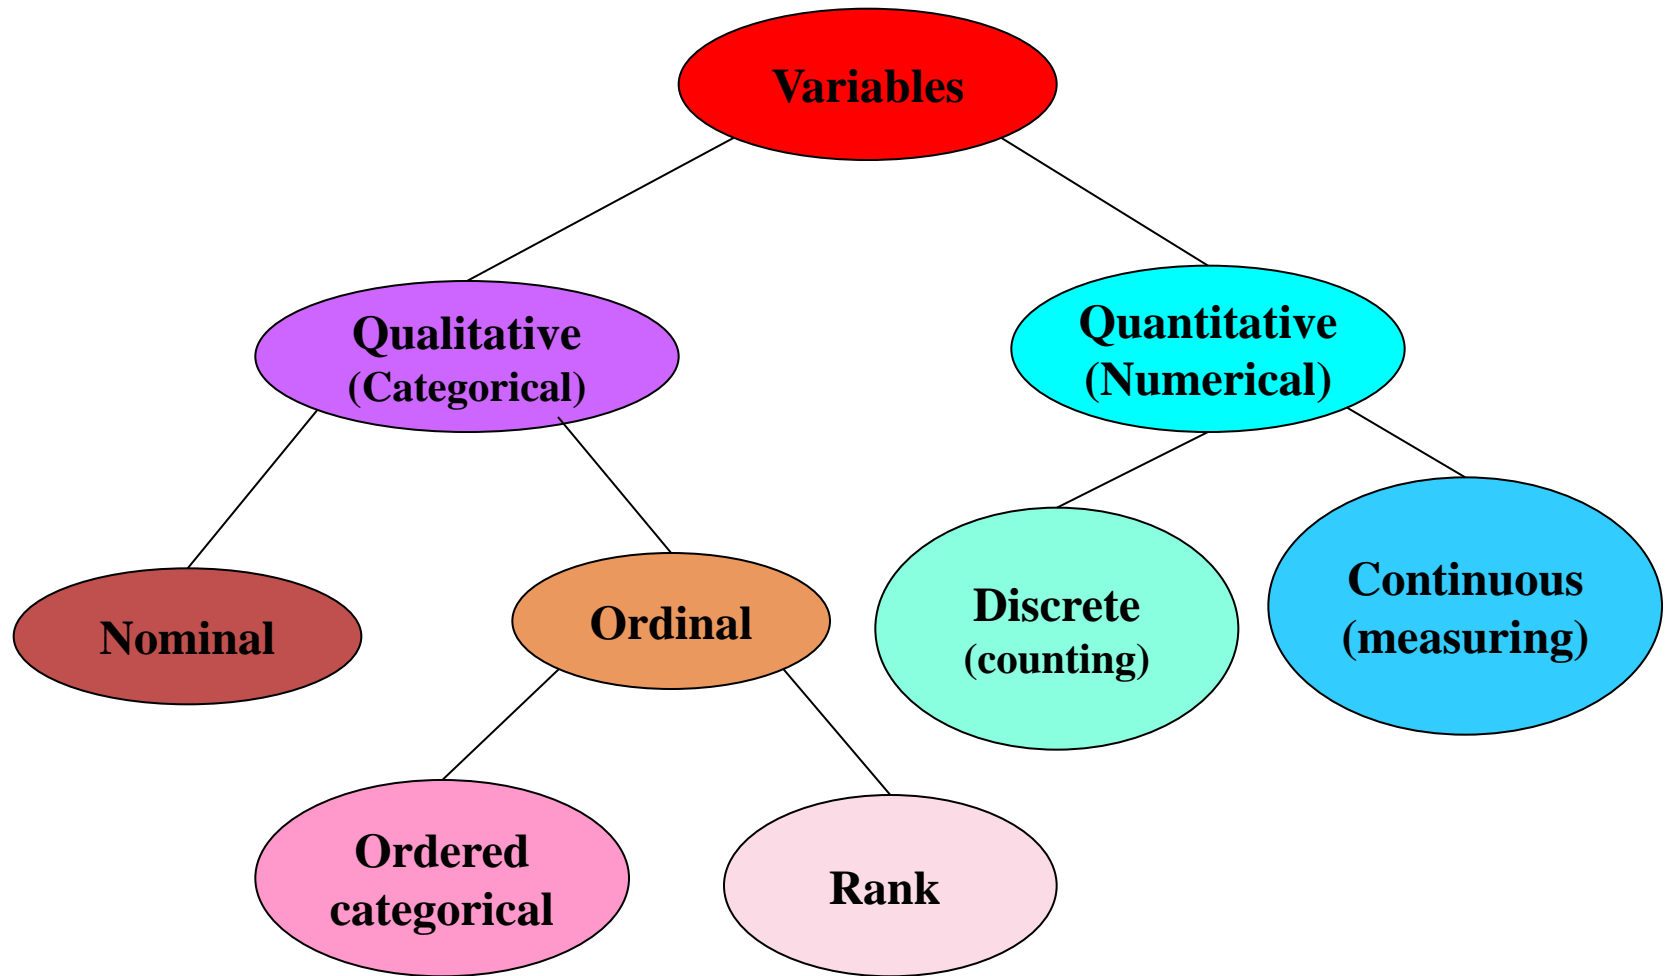 Variables
Qualitative
(Categorical)
Quantitative
(Numerical)
Nominal
Ordinal
Discrete
(counting)
Continuous
(measuring)
Ordered
categorical
Rank